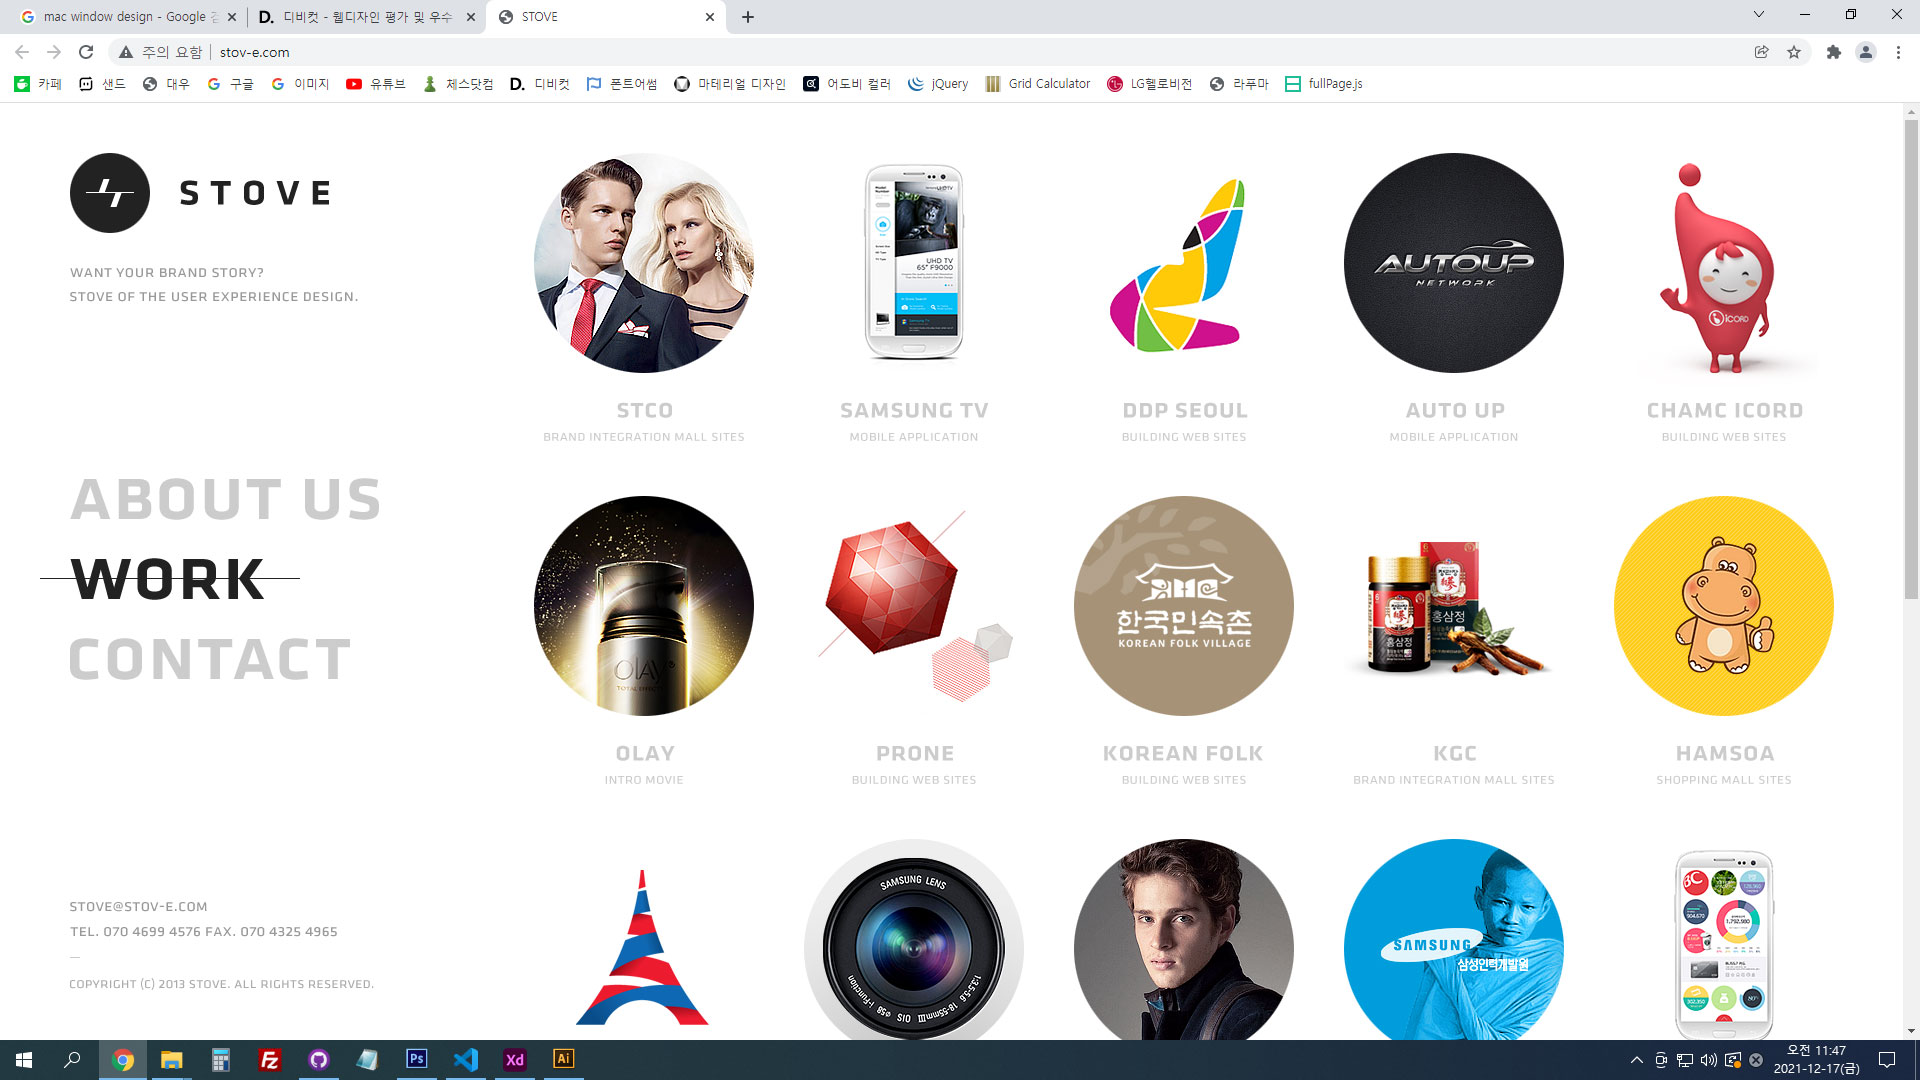 mac window design - Google 검
디비컷 - 웹디자인 평가 및 우수
STOVE
주의 요함
stov-e.com
카페
샌드
대우
구글
이미지
유튜브
체스닷컴
디비컷
폰트어썸
마테리얼 디자인
어도비 컬러
jQuery
Grid Calculator
LG헬로비전
라푸마
fullPage.js
STOVE
WANT YOUR BRAND STORY?
STOVE OF THE USER EXPERIENCE DESIGN.
ABOUT US
WORK
CONTACT
STOVE@STOV-E.COM
TEL. 070 4699 4576 FAX. 070 4325 4965
COPYRIGHT (C) 2013 STOVE. ALL RIGHTS RESERVED.
UHD TV
65" F9000
AUTOUP
NETWORK
iCORD
STCO
BRAND INTEGRATION MALL SITES
SAMSUNG TV
MOBILE APPLICATION
DDP SEOUL
BUILDING WEB SITES
AUTO UP
MOBILE APPLICATION
CHAMC ICORD
BUILDING WEB SITES
OLAY
TOTAL EFFECTS
한국민속촌
KOREAN FOLK VILLAGE
홍삼정
홍삼정
OLAY
INTRO MOVIE
PRONE
BUILDING WEB SITES
KOREAN FOLK
BUILDING WEB SITES
KGC
BRAND INTEGRATION MALL SITES
HAMSOA
SHOPPING MALL SITES
SAMSUNG LENS
1:3.5-5.6 18-55mm III OIS ø58 i-Function
SAMSUNG
삼성인력개발원
Ps
Xd
Ai
오전 11:47
2021-12-17(금)